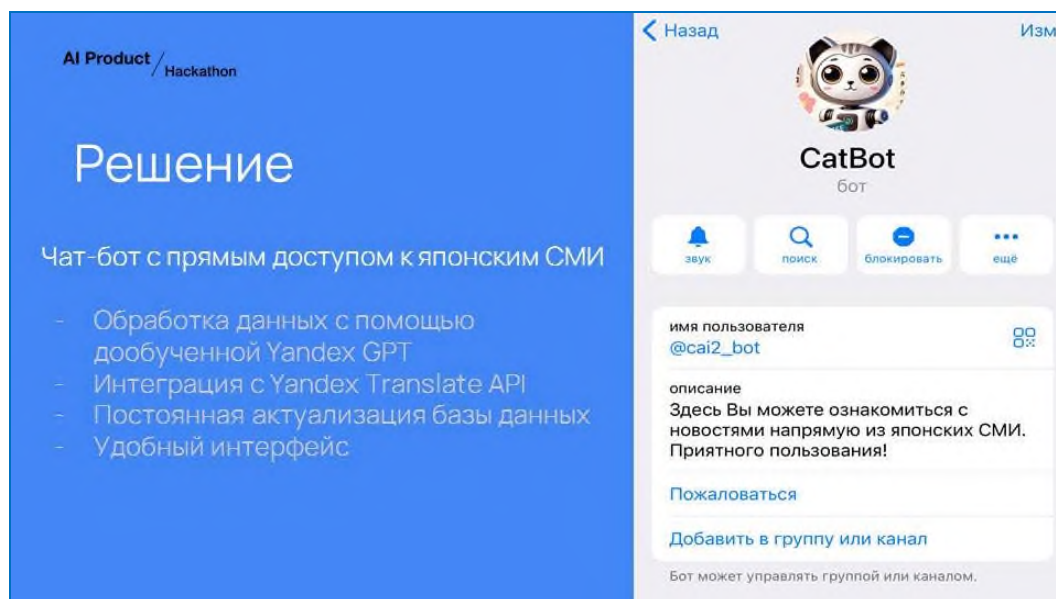 AI Product / Hackathon
Решение
Чат-бот с прямым доступом к японским СМИ
- Обработка данных с помощью
дообученной Yandex GPT
- Интеграция с Yandex Translate API
- Постоянная актуализация базы данных
- Удобный интерфейс
Назад
Изм
CatBot
бот
звук
поиск
блокировать
ещё
имя пользователя
@cai2_bot
описание
Здесь Вы можете ознакомиться с
новостями напрямую из японских СМИ.
Приятного пользования!
Пожаловаться
Добавить в группу или канал
Бот может управлять группой или каналом.